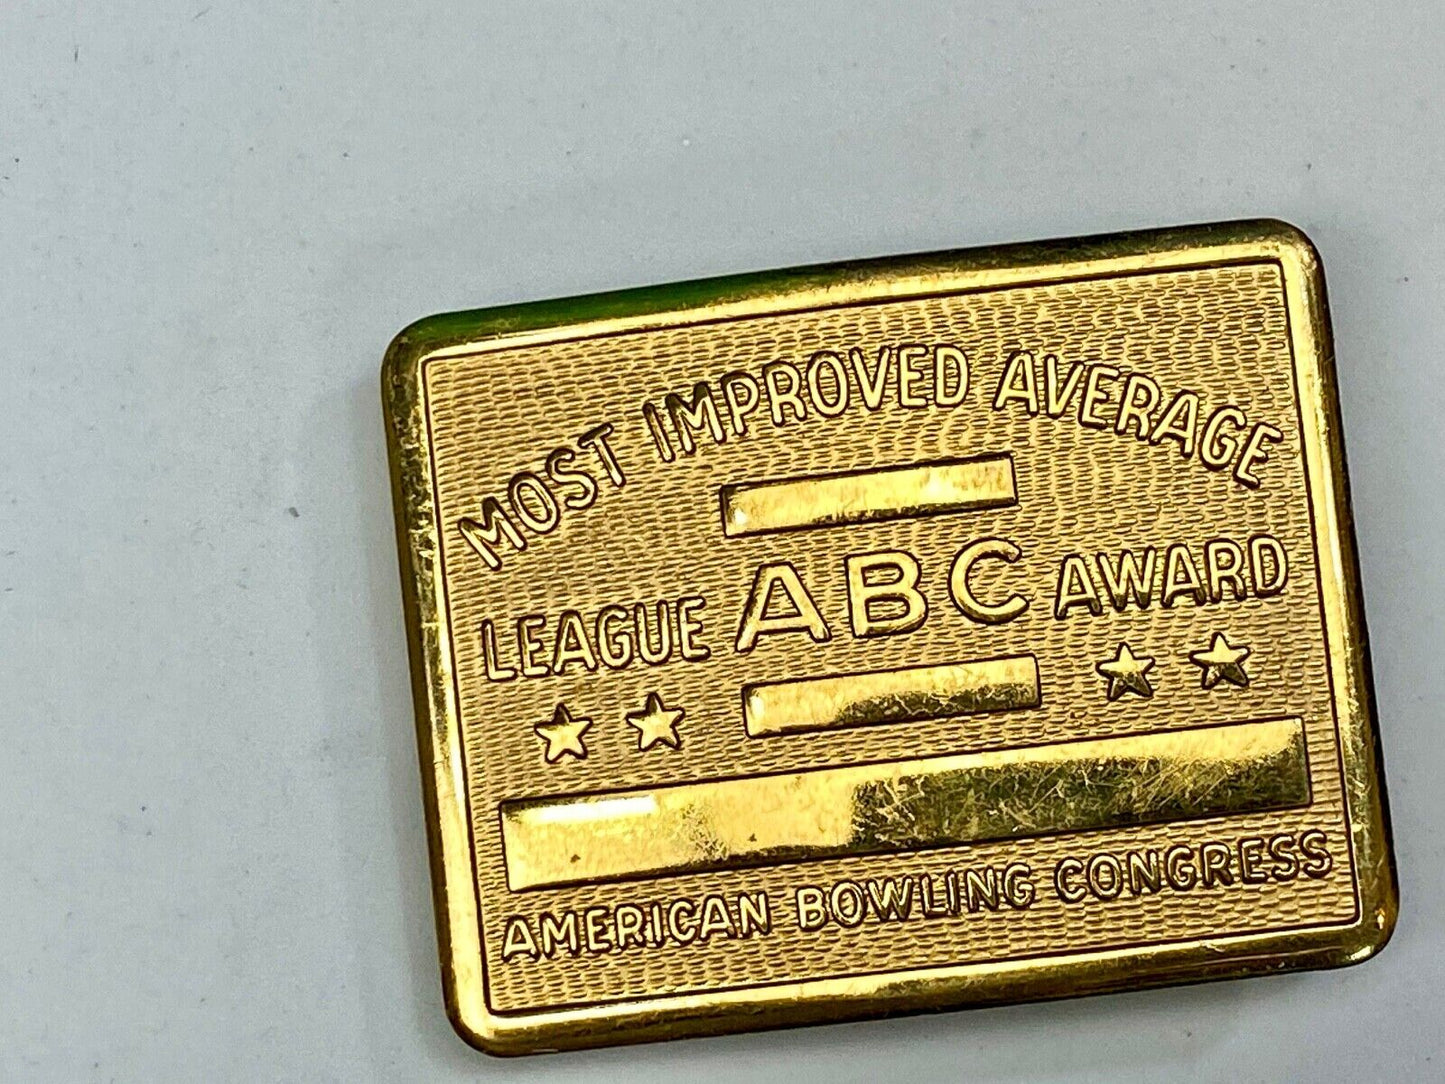 MOST IMPROVED AVERAGE
LEAGUE ABC AWARD
AMERICAN BOWLING CONGRESS